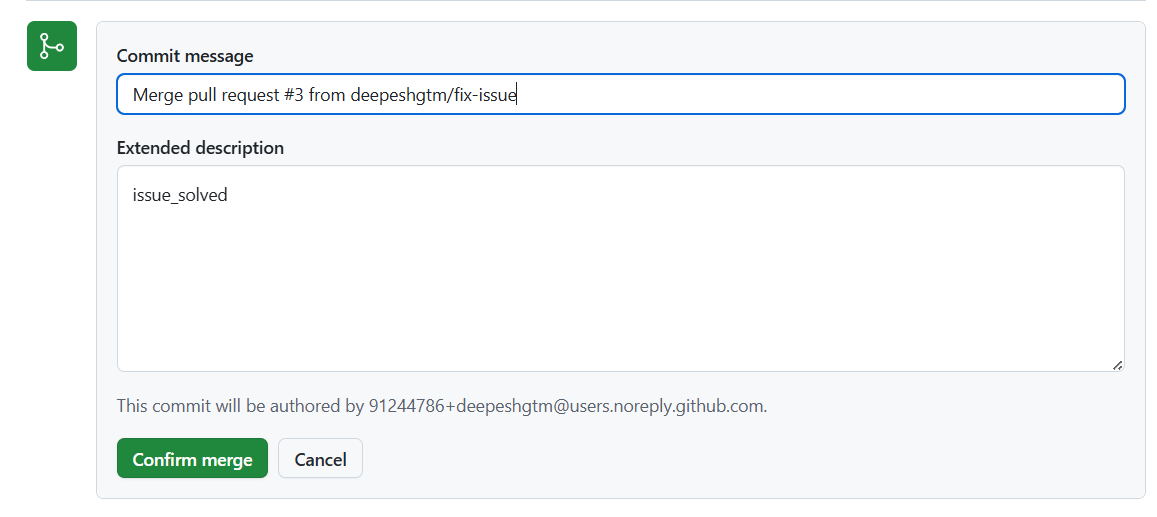 Commit message
Merge pull request #3 from deepeshgtm/fix-issue
Extended description
issue_solved
This commit will be authored by 91244786+deepeshgtm@users.noreply.github.com.
Confirm merge
Cancel